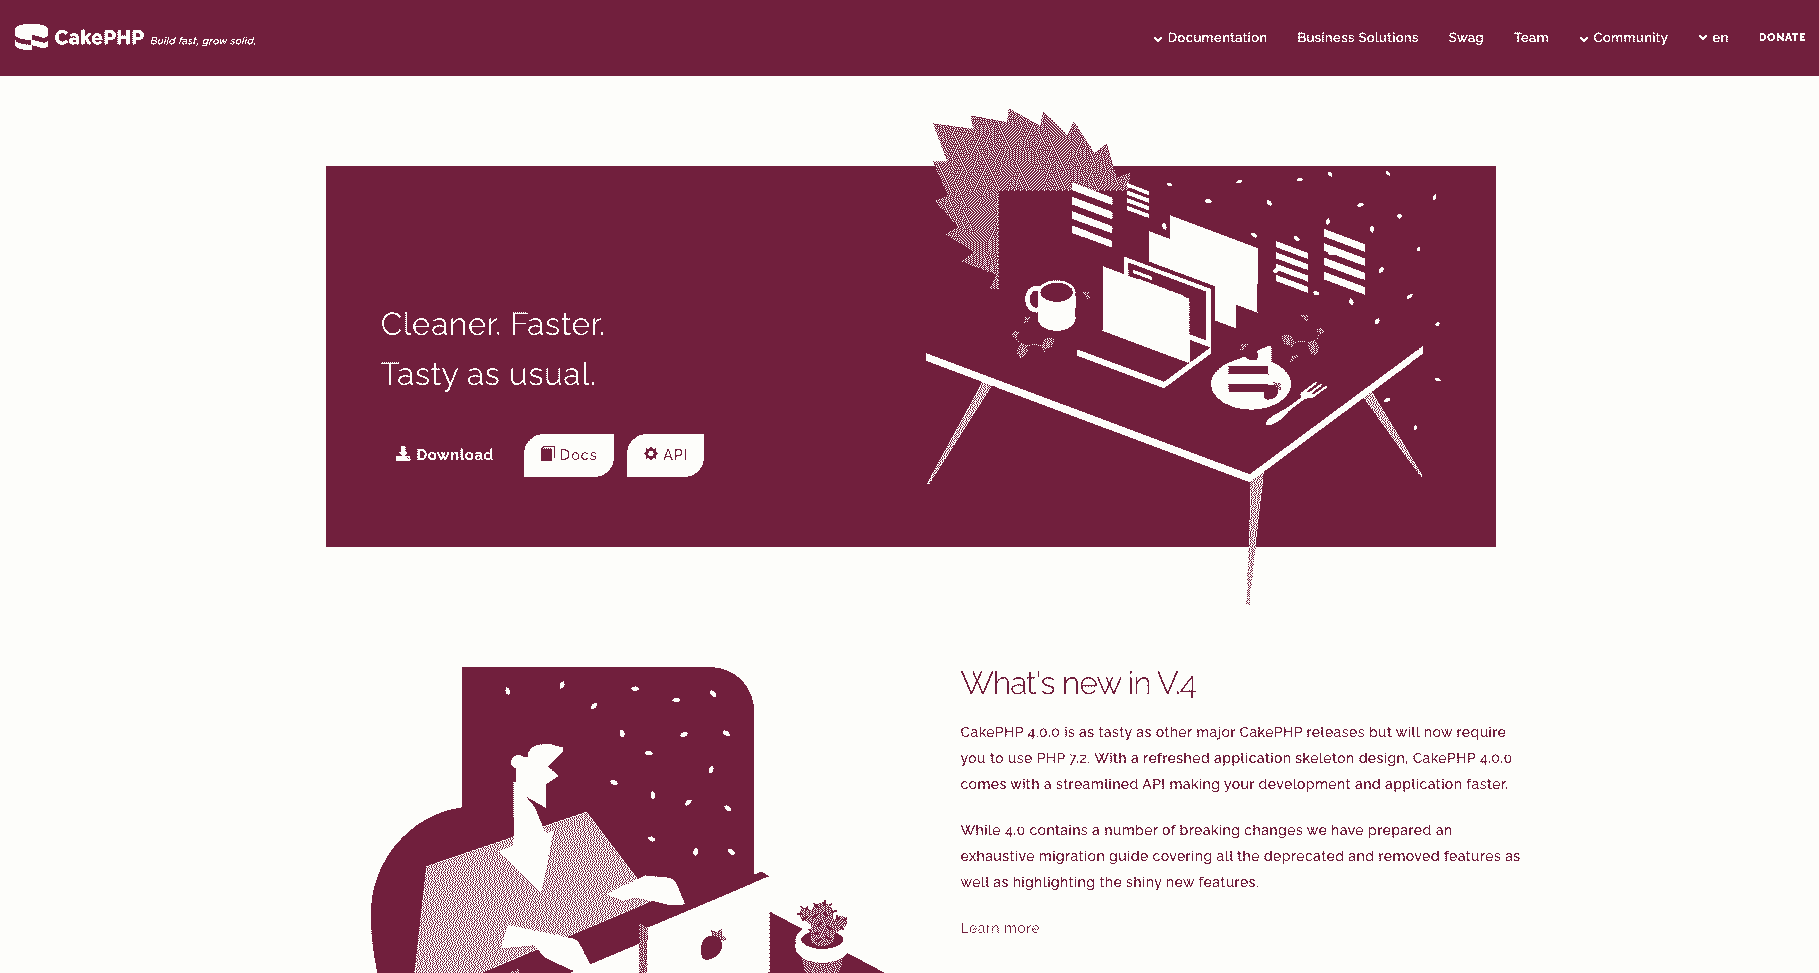 CakePHP Build fast, grow solid.
Documentation Business Solutions Swag Team Community en DONATE
Cleaner. Faster.
Tasty as usual.
Download Docs API
What's new in V.4
CakePHP 4.0.0 is as tasty as other major CakePHP releases but will now require
you to use PHP 7.2. With a refreshed application skeleton design, CakePHP 4.0.0
comes with a streamlined API making your development and application faster.
While 4.0 contains a number of breaking changes we have prepared an
exhaustive migration guide covering all the deprecated and removed features as
well as highlighting the shiny new features.
Learn more